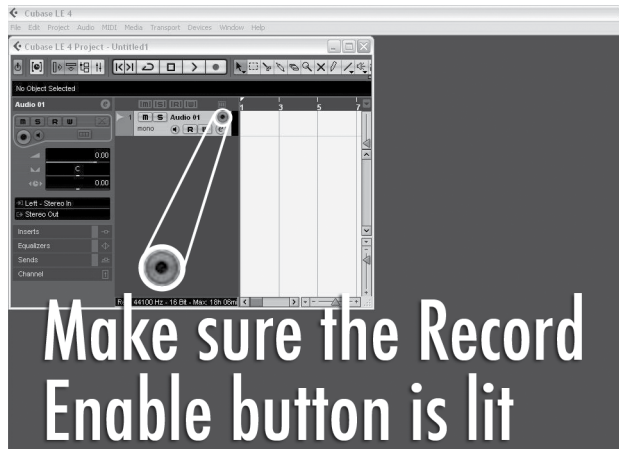 Cubase LE 4
File Edit Project Audio MIDI Media Transport Devices Window Help
Cubase LE 4 Project - Untitled1
No Object Selected
Audio 01
M S R W
1 3 5 7
M S R W
1 M S Audio 01
mono R W
0.00
C
0.00
Left - Stereo In
Stereo Out
Inserts
Equalizers
Sends
Channel
44100 Hz - 16 Bit - Max: 18h 06m
Make sure the Record
Enable button is lit